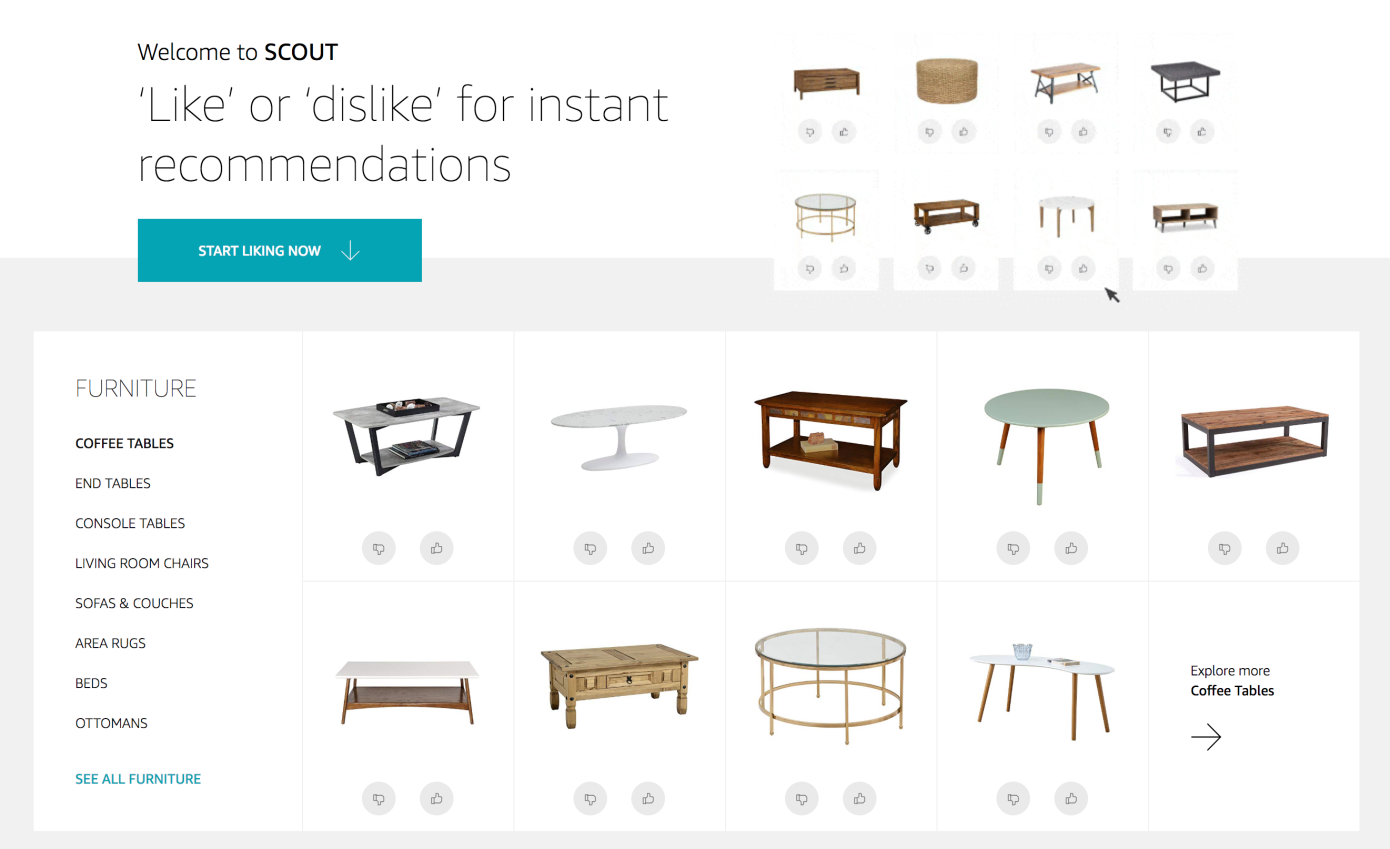 Welcome to SCOUT
‘Like’ or ‘dislike’ for instant
recommendations
START LIKING NOW
FURNITURE
COFFEE TABLES
END TABLES
CONSOLE TABLES
LIVING ROOM CHAIRS
SOFAS & COUCHES
AREA RUGS
BEDS
OTTOMANS
SEE ALL FURNITURE
Explore more
Coffee Tables